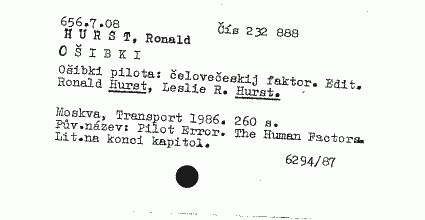 656.7.08
Čís 232 888
HURST, Ronald
OŠIBKI
Ošibki pilota: čelovečeskij faktor. Edit.
Ronald Hurst, Leslie R. Hurst.
Moskva, Transport 1986. 260 s.
Pův.název: Pilot Error. The Human Factors.
Lit.na konci kapitol.
6294/87